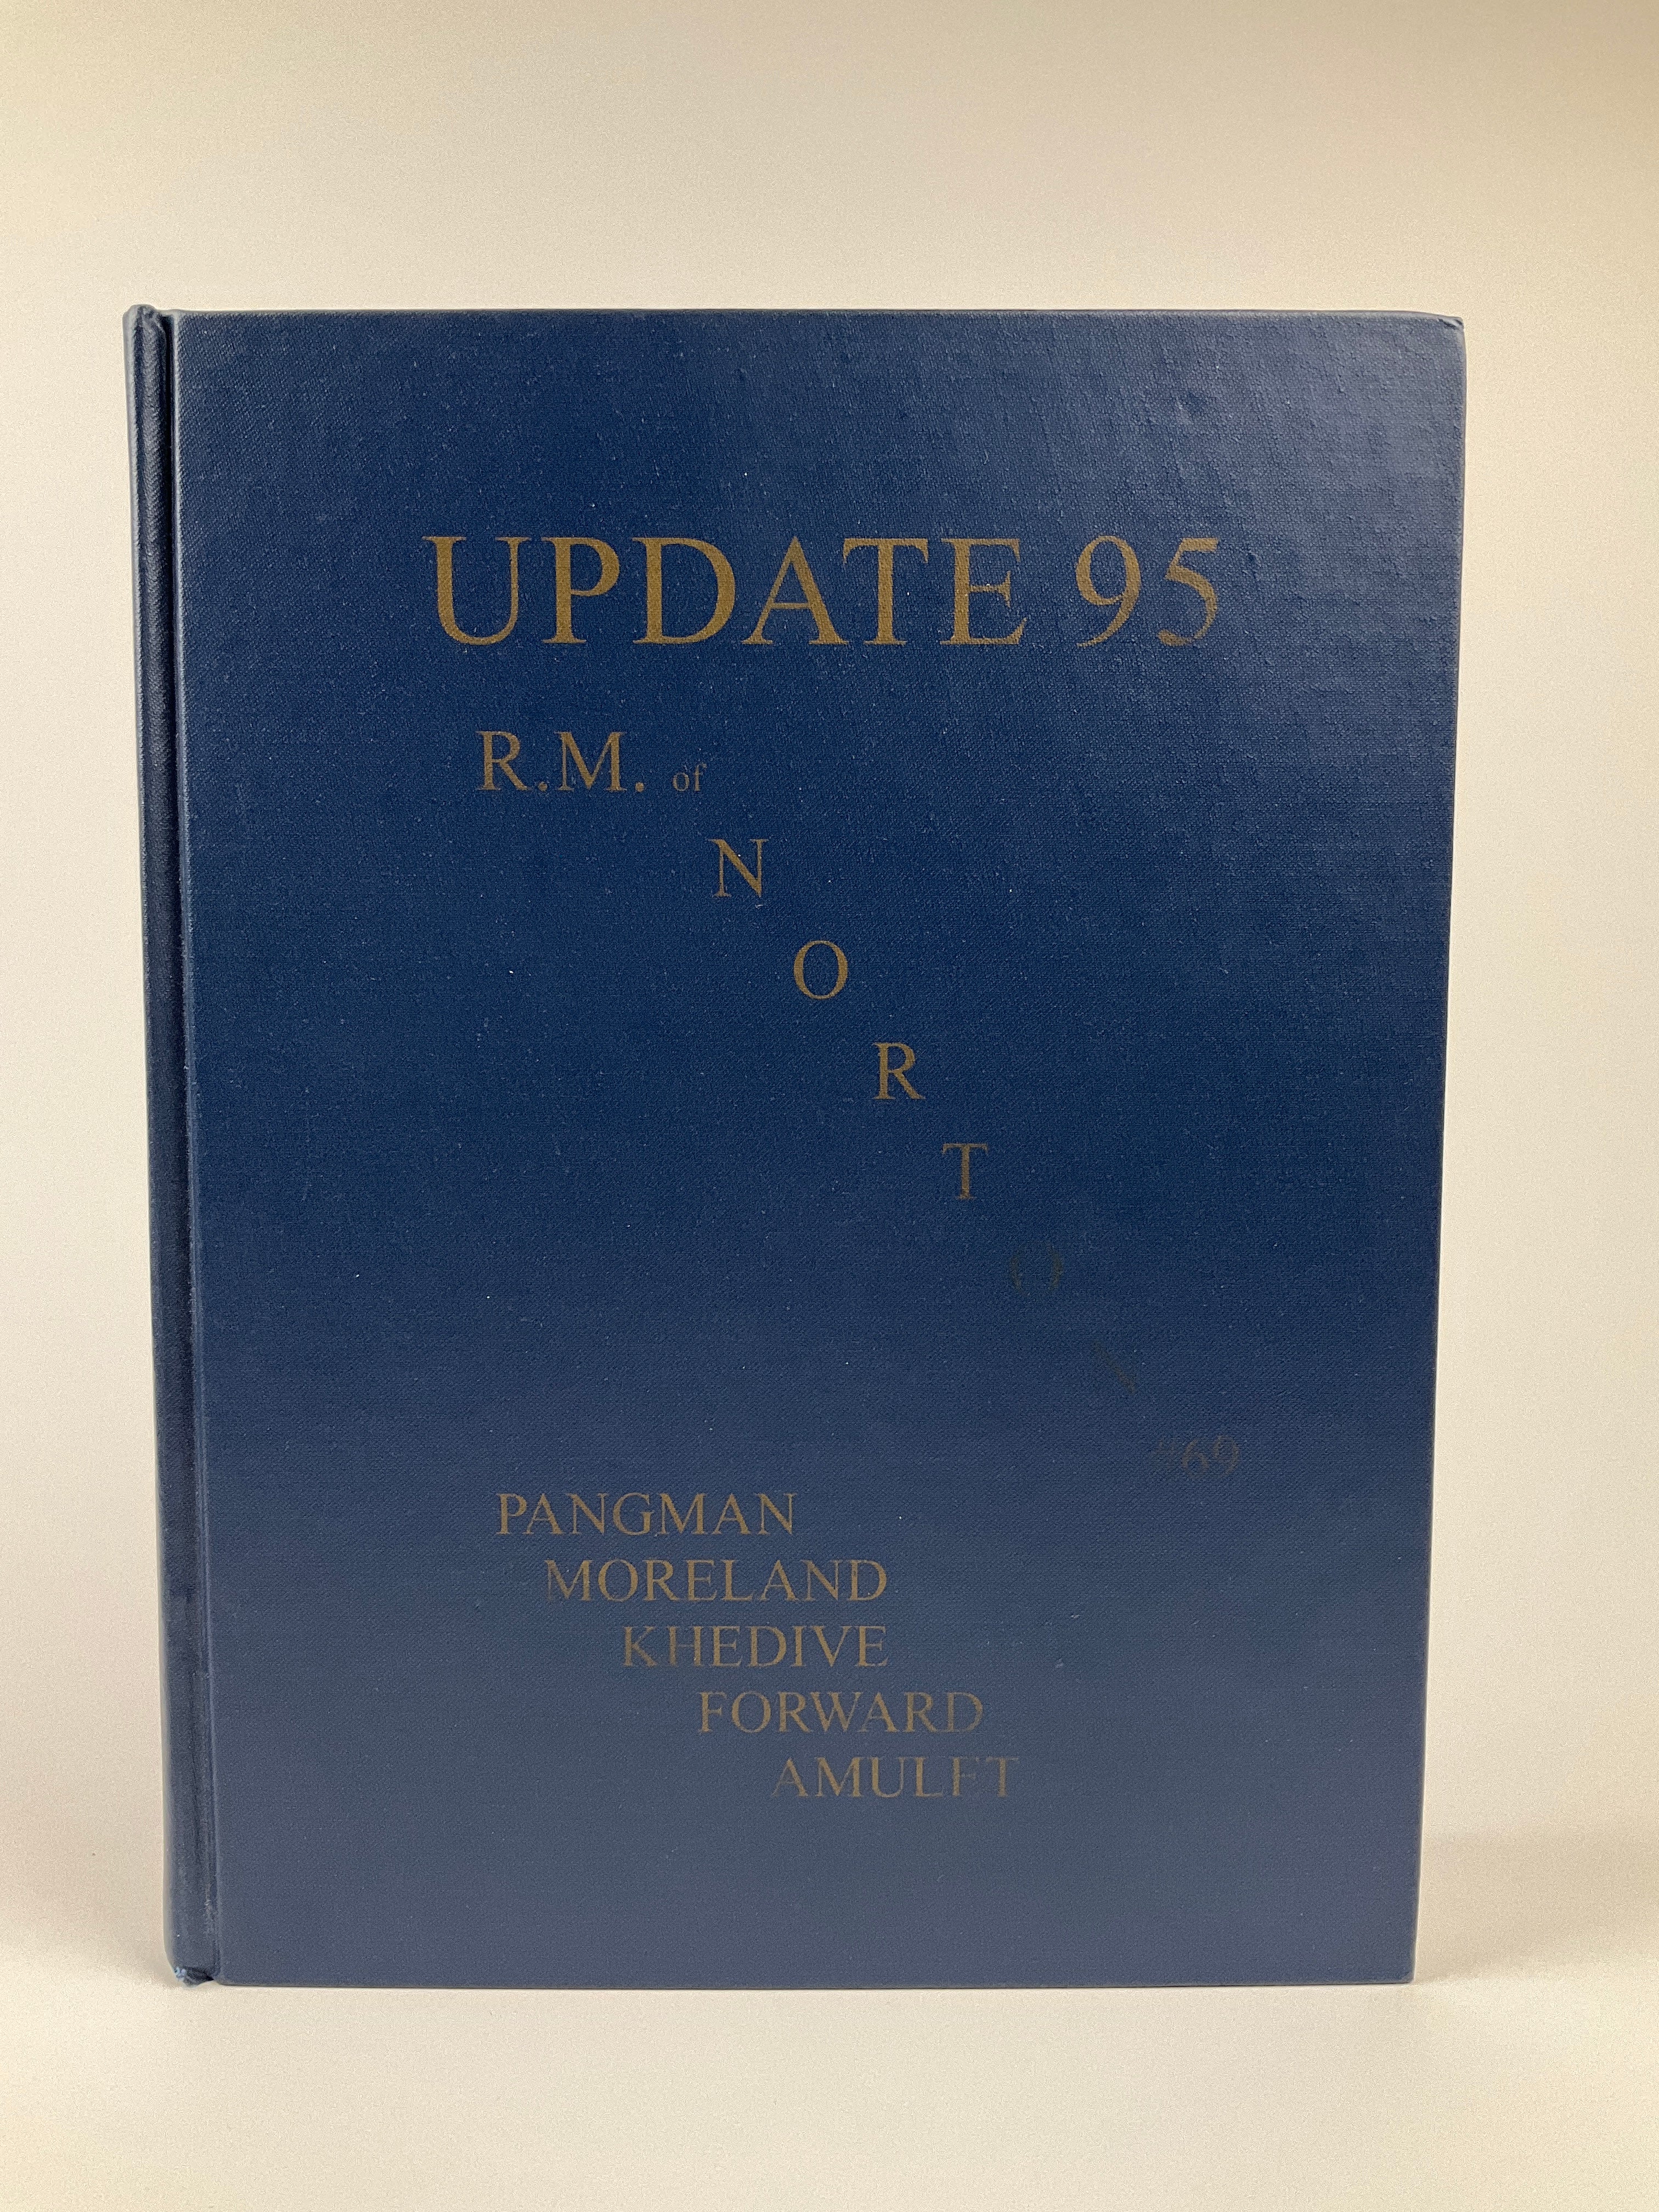 UPDATE 95
R.M. of
N
O
R
T
O
N
#69
PANGMAN
MORELAND
KHEDIVE
FORWARD
AMULET